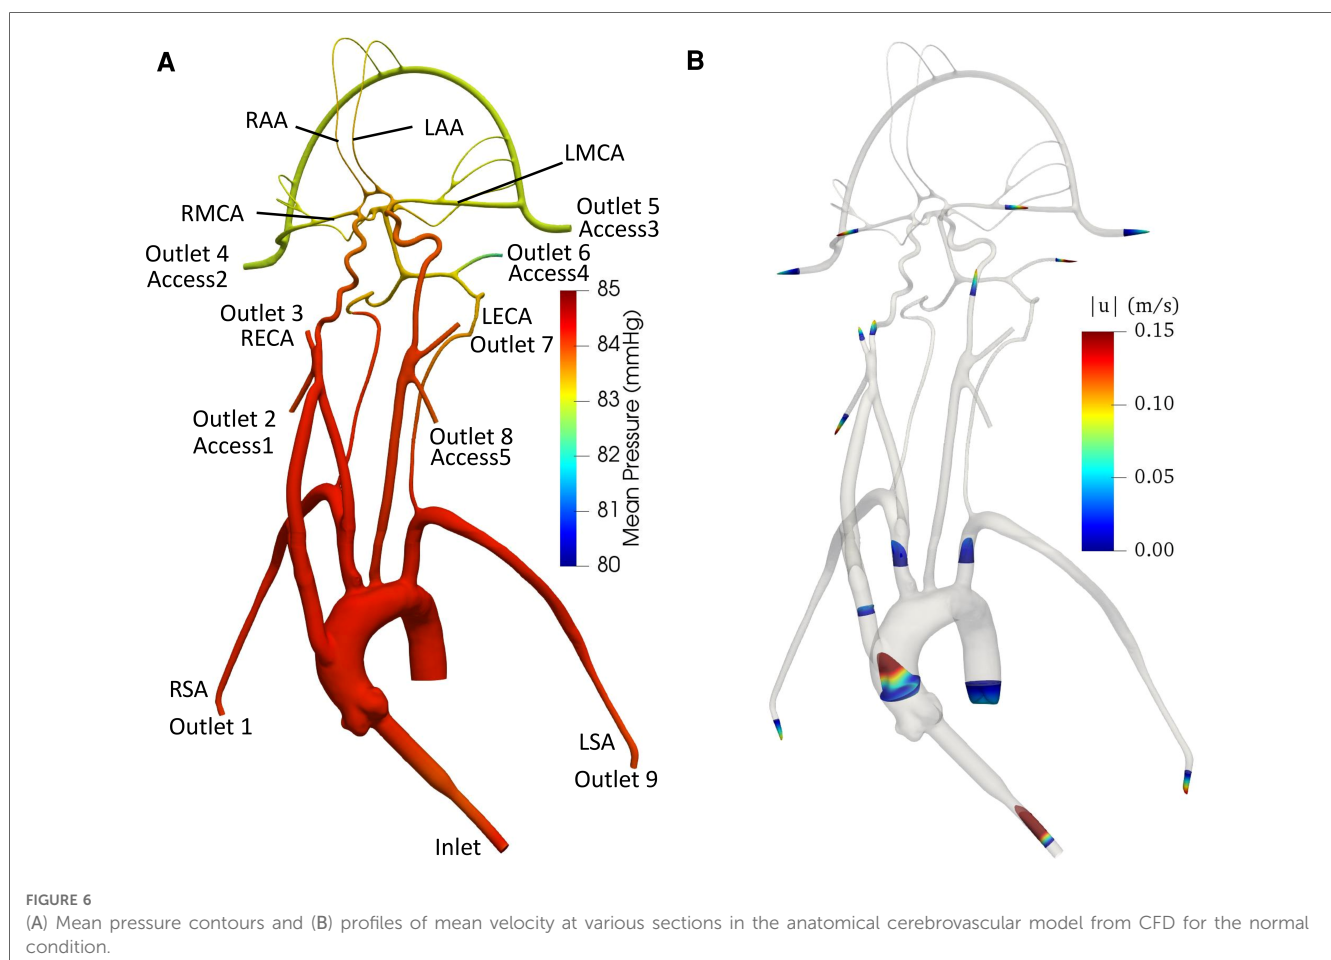 A
B
RAA
LAA
LMCA
RMCA
Outlet 5
Access3
Outlet 4
Access2
Outlet 6
Access4
Outlet 3
RECA
LECA
Outlet 7
Outlet 2
Access1
Outlet 8
Access5
85
84
83
82
81
80
Mean Pressure (mmHg)
|u| (m/s)
0.15
0.10
0.05
0.00
RSA
Outlet 1
LSA
Outlet 9
Inlet
FIGURE 6
(A) Mean pressure contours and (B) profiles of mean velocity at various sections in the anatomical cerebrovascular model from CFD for the normal
condition.